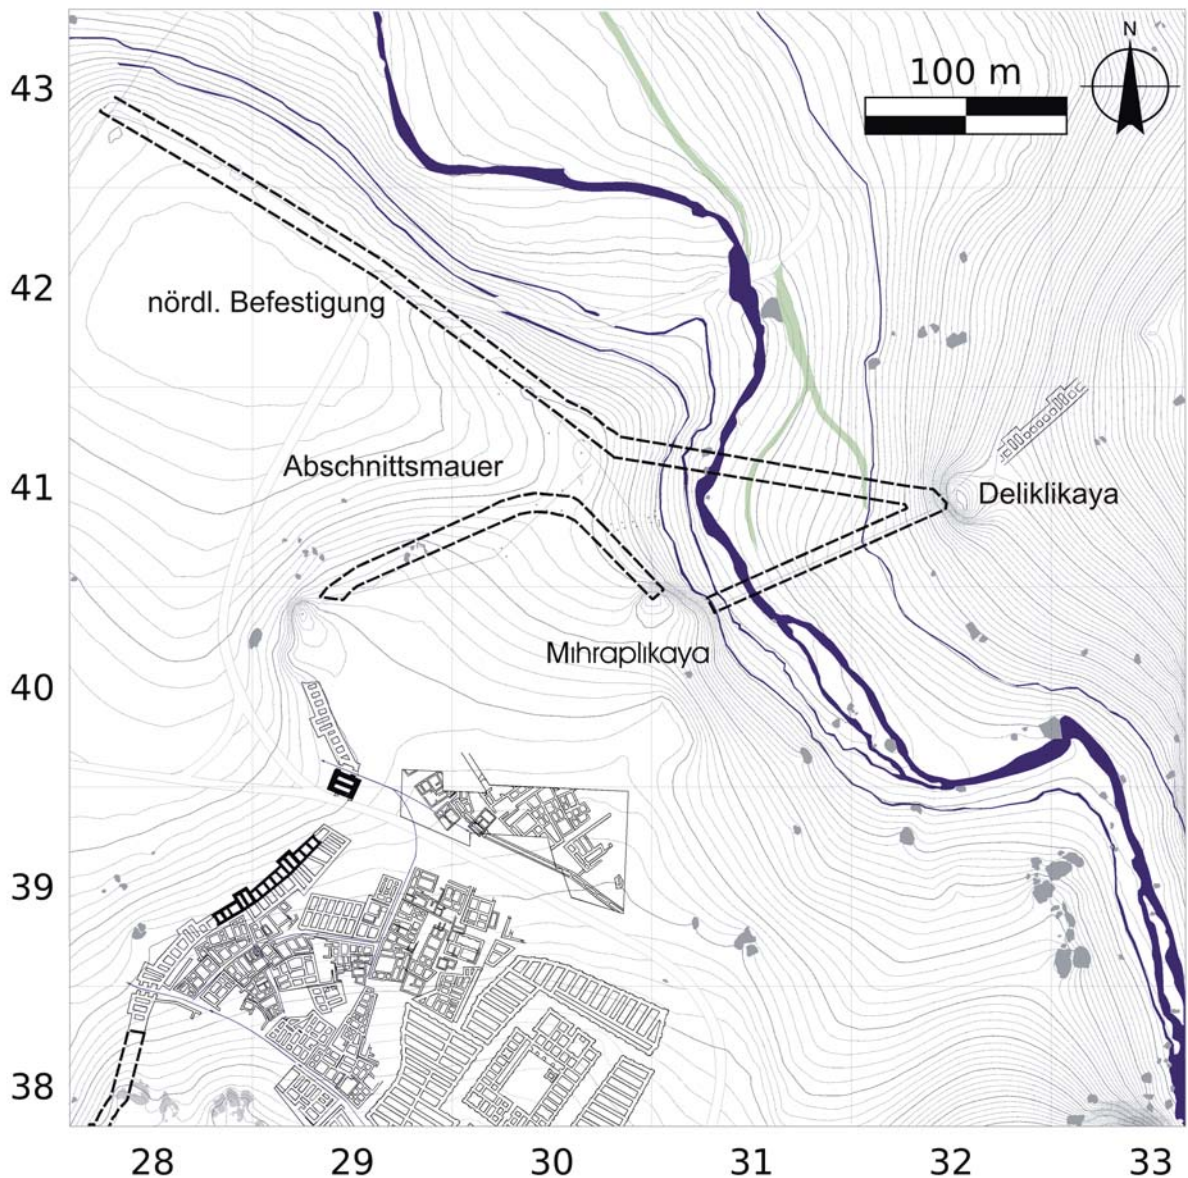 N
100 m
43
42
nördl. Befestigung
Abschnittsmauer
41
Deliklikaya
Mıhraplıkaya
40
39
38
28 29 30 31 32 33